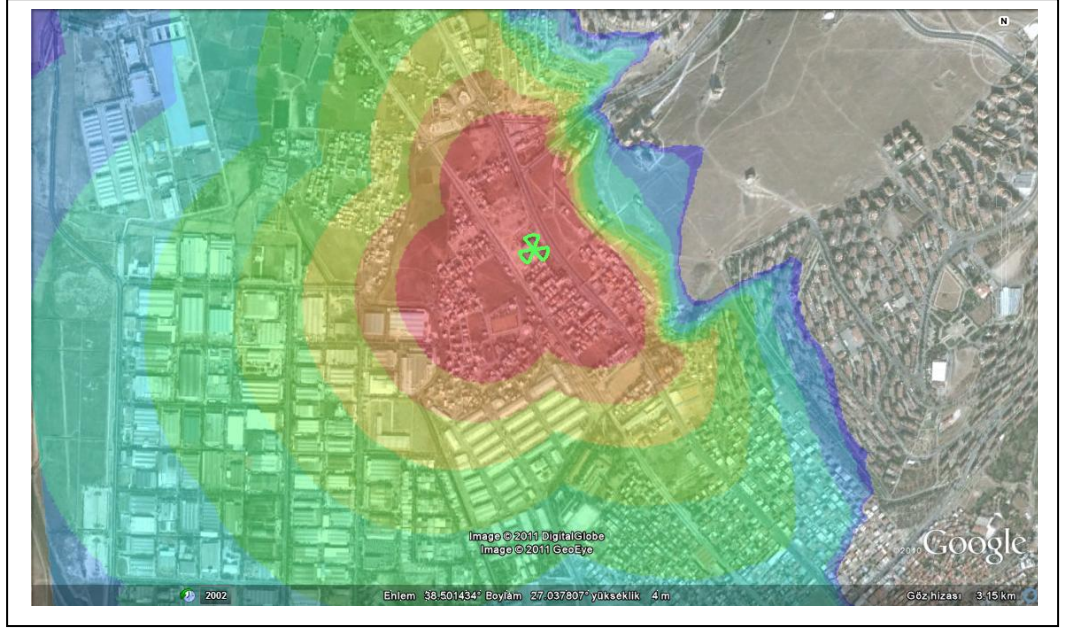 N
Image © 2011 DigitalGlobe
Image © 2011 GeoEye
©2010 Google
2002
Enlem 38.501434° Boylam 27.037807° yükseklik 4 m
Göz hizası 3.15 km